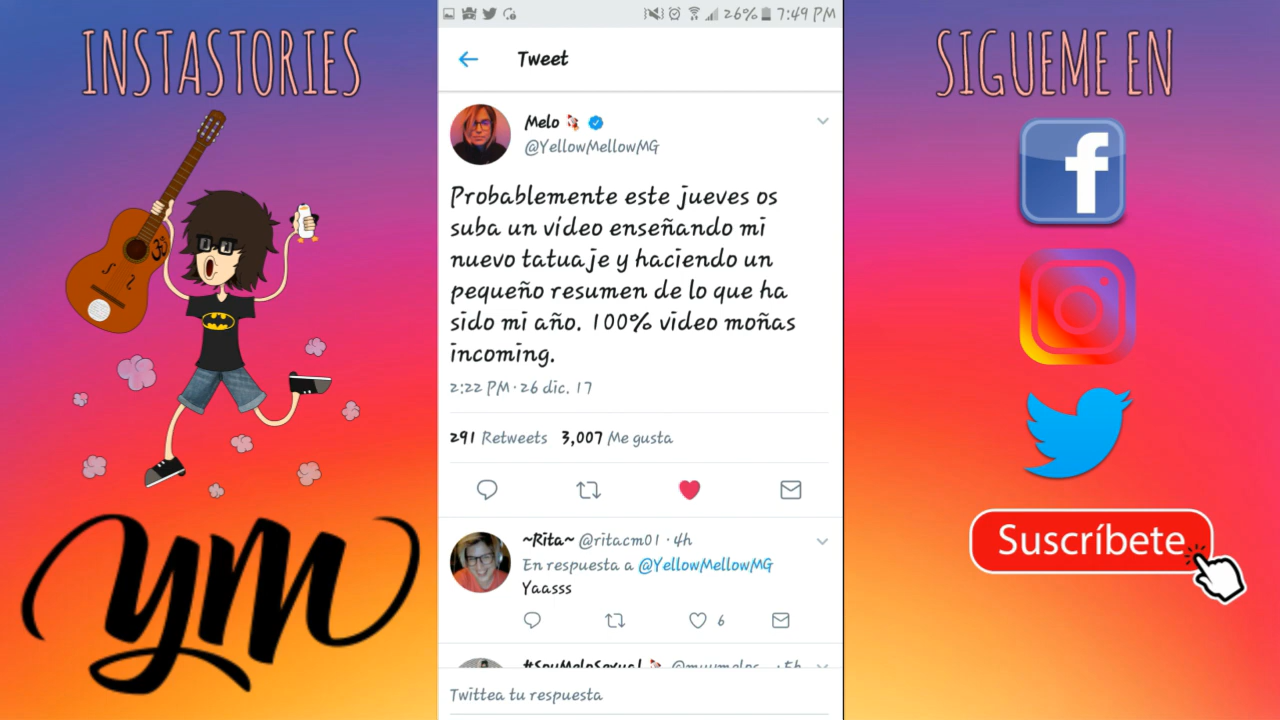 INSTASTORIES
ym
26% 7:49 PM
Tweet
Melo
@YellowMellowMG
Probablemente este jueves os
suba un vídeo enseñando mi
nuevo tatuaje y haciendo un
pequeño resumen de lo que ha
sido mi año. 100% video moñas
incoming.
2:22 PM · 26 dic. 17
291 Retweets 3,007 Me gusta
~Rita~ @ritacm01 · 4h
En respuesta a @YellowMellowMG
Yaasss
6
#SoyMeloSexual
Twittea tu respuesta
SIGUEME EN
f
Suscríbete